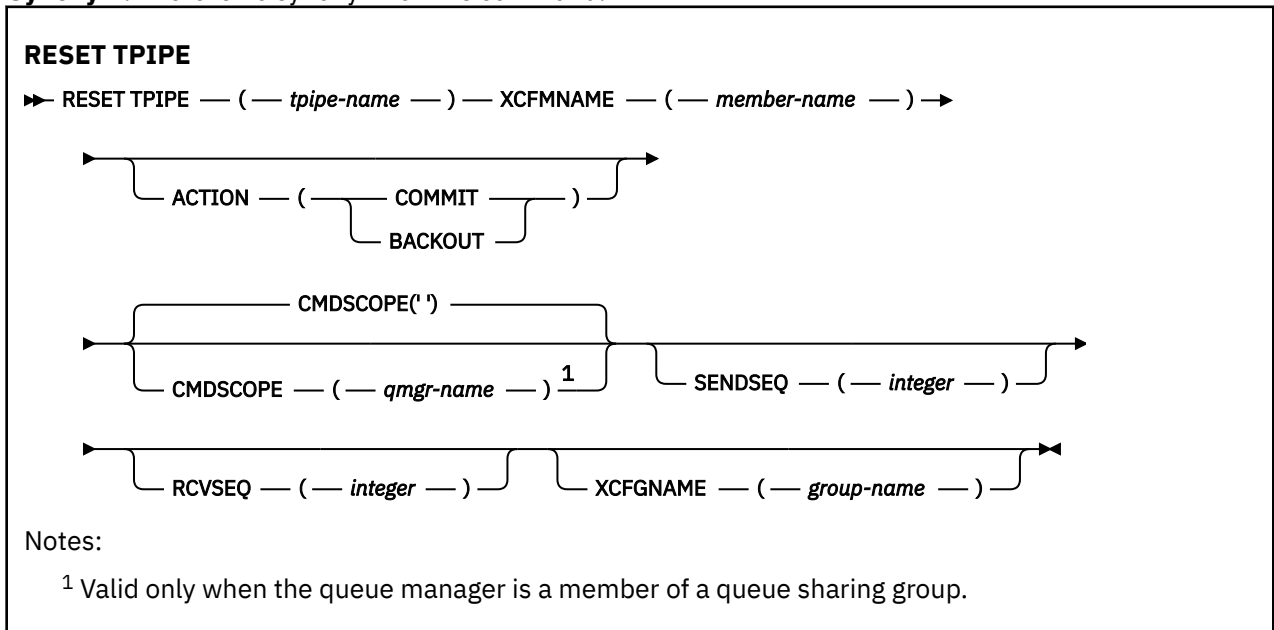 RESET TPIPE
RESET TPIPE ( tpipe-name ) XCFMNAME ( member-name )
ACTION ( COMMIT )
BACKOUT
CMDSCOPE(' ')
CMDSCOPE ( qmgr-name ) 1 SENDSEQ ( integer )
RCVSEQ ( integer ) XCFGNAME ( group-name )
Notes:
1 Valid only when the queue manager is a member of a queue sharing group.